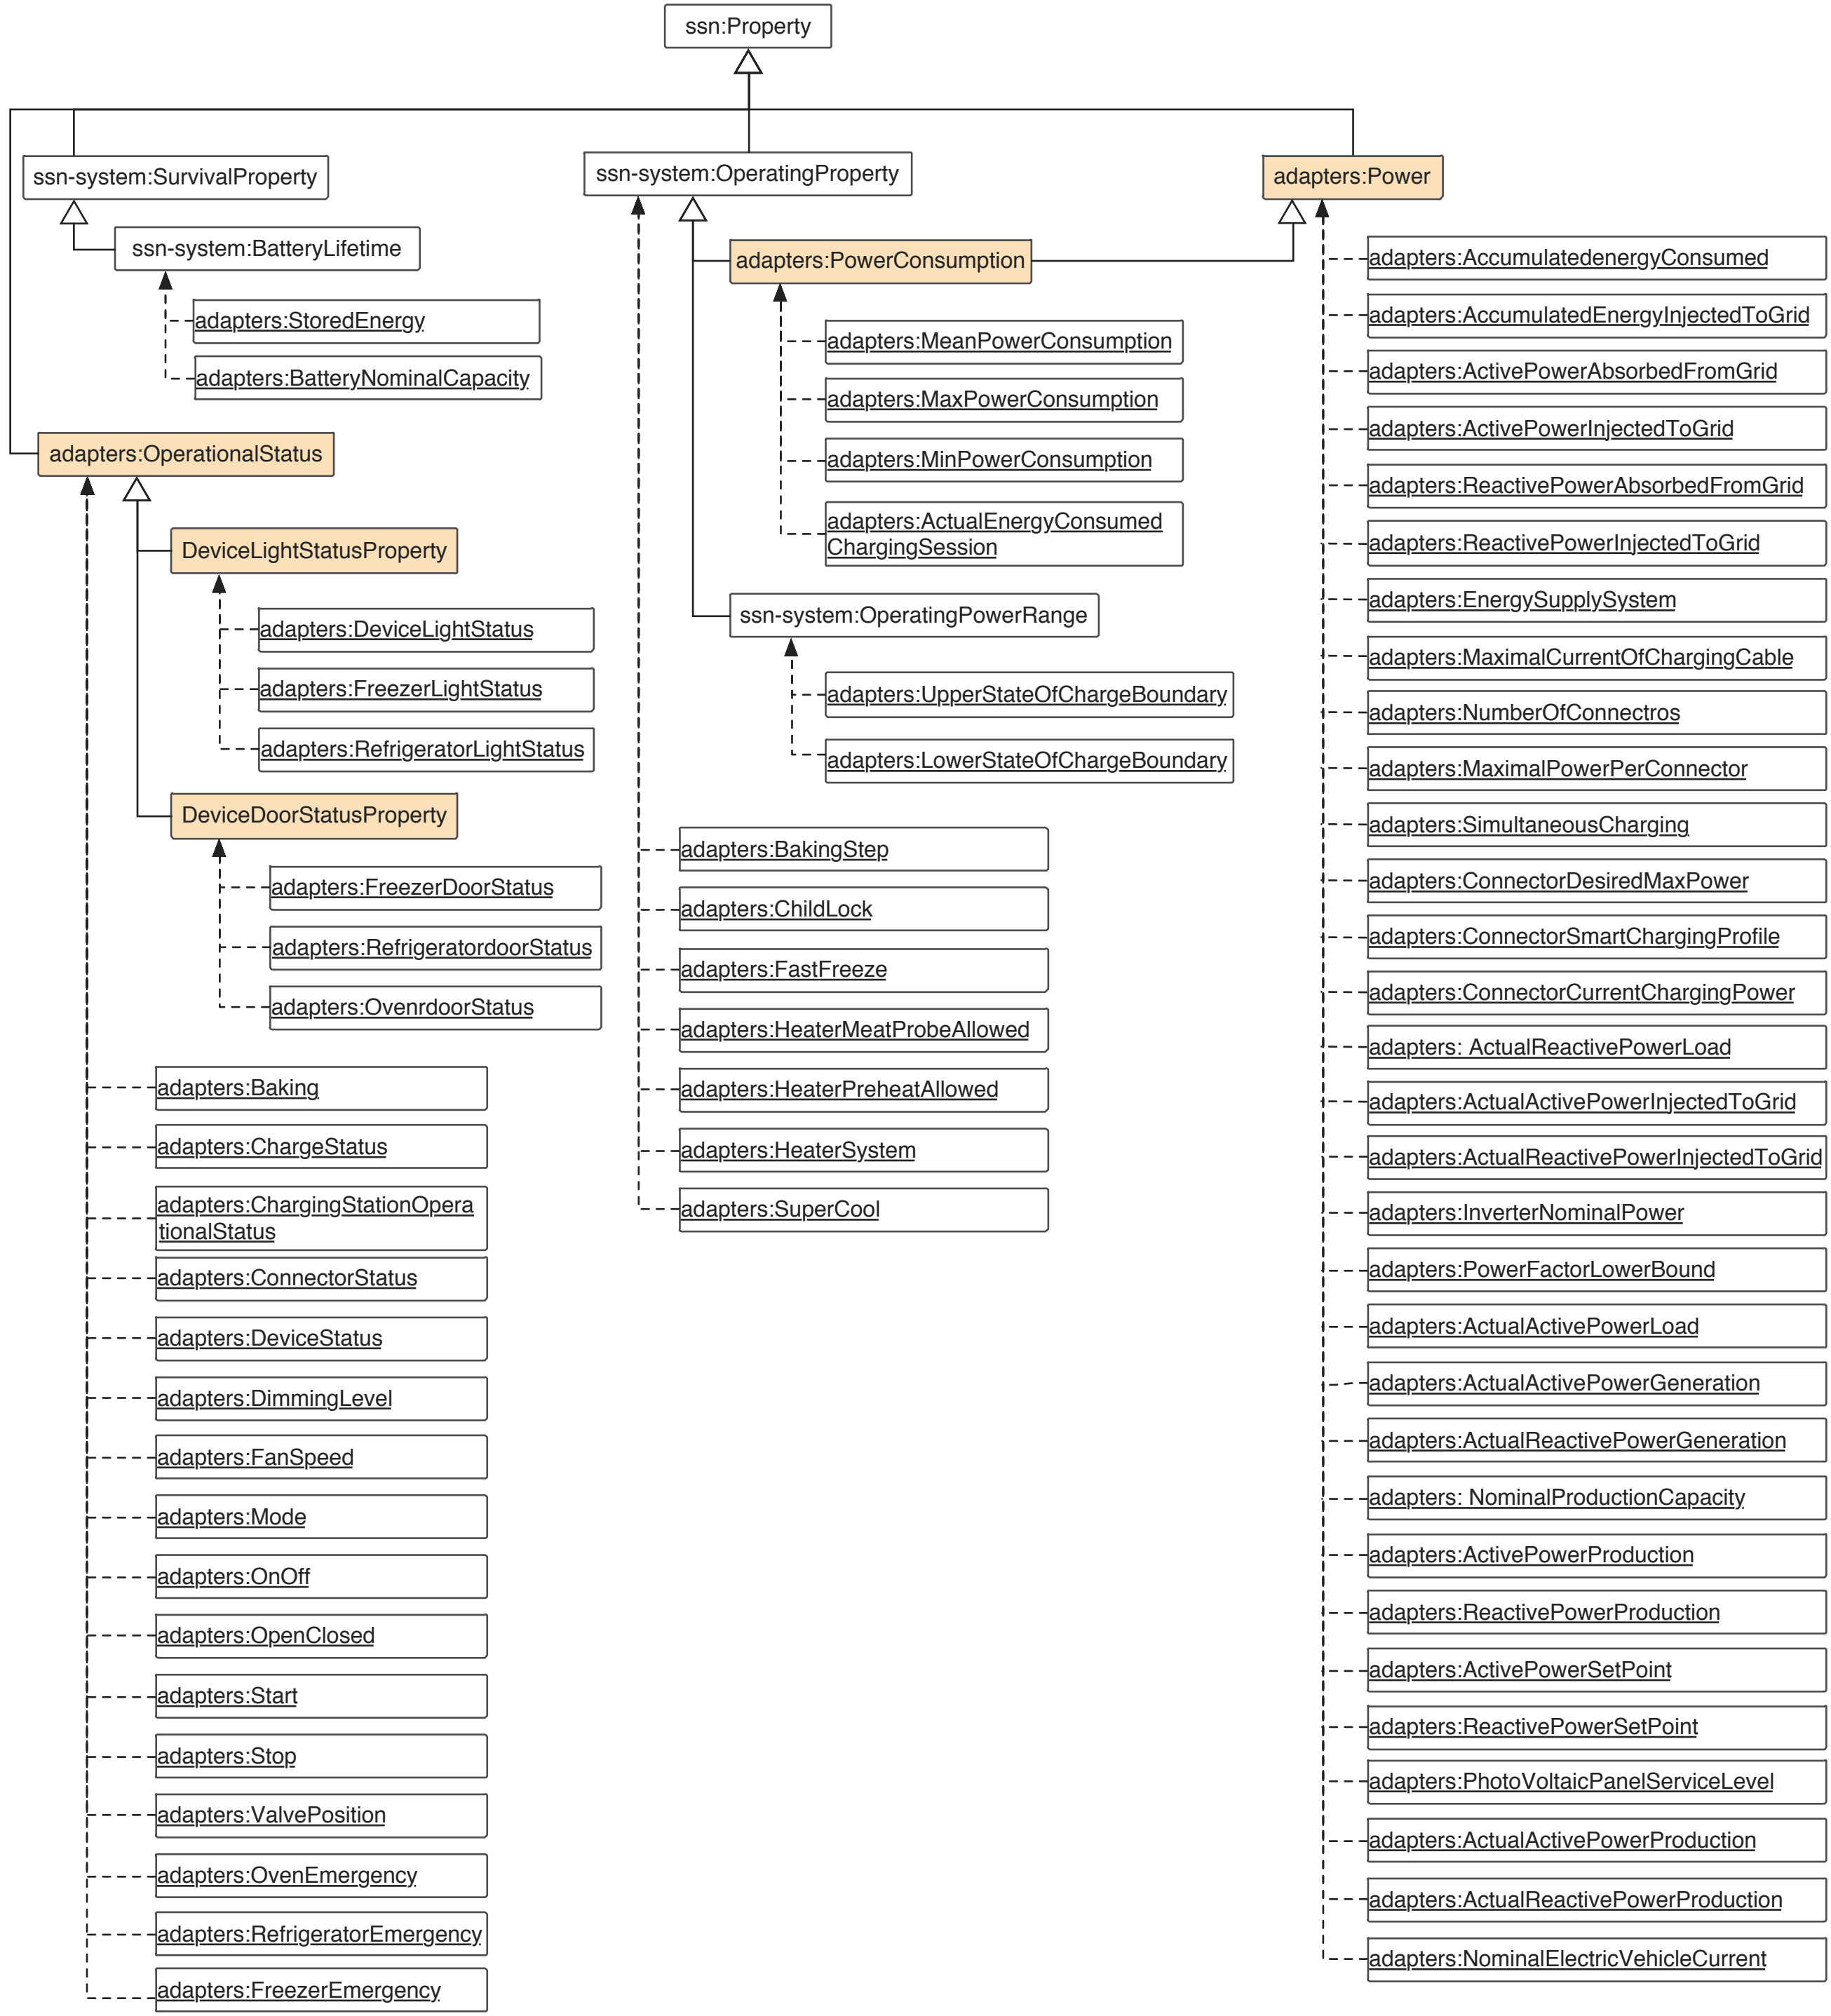 ssn:Property
ssn-system:SurvivalProperty
ssn-system:BatteryLifetime
adapters:StoredEnergy
adapters:BatteryNominalCapacity
adapters:OperationalStatus
DeviceLightStatusProperty
adapters:DeviceLightStatus
adapters:FreezerLightStatus
adapters:RefrigeratorLightStatus
DeviceDoorStatusProperty
adapters:FreezerDoorStatus
adapters:RefrigeratordoorStatus
adapters:OvenrdoorStatus
adapters:Baking
adapters:ChargeStatus
adapters:ChargingStationOpera
tionalStatus
adapters:ConnectorStatus
adapters:DeviceStatus
adapters:DimmingLevel
adapters:FanSpeed
adapters:Mode
adapters:OnOff
adapters:OpenClosed
adapters:Start
adapters:Stop
adapters:ValvePosition
adapters:OvenEmergency
adapters:RefrigeratorEmergency
adapters:FreezerEmergency
ssn-system:OperatingProperty
adapters:PowerConsumption
adapters:MeanPowerConsumption
adapters:MaxPowerConsumption
adapters:MinPowerConsumption
adapters:ActualEnergyConsumed
ChargingSession
ssn-system:OperatingPowerRange
adapters:UpperStateOfChargeBoundary
adapters:LowerStateOfChargeBoundary
adapters:BakingStep
adapters:ChildLock
adapters:FastFreeze
adapters:HeaterMeatProbeAllowed
adapters:HeaterPreheatAllowed
adapters:HeaterSystem
adapters:SuperCool
adapters:Power
adapters:AccumulatedenergyConsumed
adapters:AccumulatedEnergyInjectedToGrid
adapters:ActivePowerAbsorbedFromGrid
adapters:ActivePowerInjectedToGrid
adapters:ReactivePowerAbsorbedFromGrid
adapters:ReactivePowerInjectedToGrid
adapters:EnergySupplySystem
adapters:MaximalCurrentOfChargingCable
adapters:NumberOfConnectros
adapters:MaximalPowerPerConnector
adapters:SimultaneousCharging
adapters:ConnectorDesiredMaxPower
adapters:ConnectorSmartChargingProfile
adapters:ConnectorCurrentChargingPower
adapters: ActualReactivePowerLoad
adapters:ActualActivePowerInjectedToGrid
adapters:ActualReactivePowerInjectedToGrid
adapters:InverterNominalPower
adapters:PowerFactorLowerBound
adapters:ActualActivePowerLoad
adapters:ActualActivePowerGeneration
adapters:ActualReactivePowerGeneration
adapters: NominalProductionCapacity
adapters:ActivePowerProduction
adapters:ReactivePowerProduction
adapters:ActivePowerSetPoint
adapters:ReactivePowerSetPoint
adapters:PhotoVoltaicPanelServiceLevel
adapters:ActualActivePowerProduction
adapters:ActualReactivePowerProduction
adapters:NominalElectricVehicleCurrent